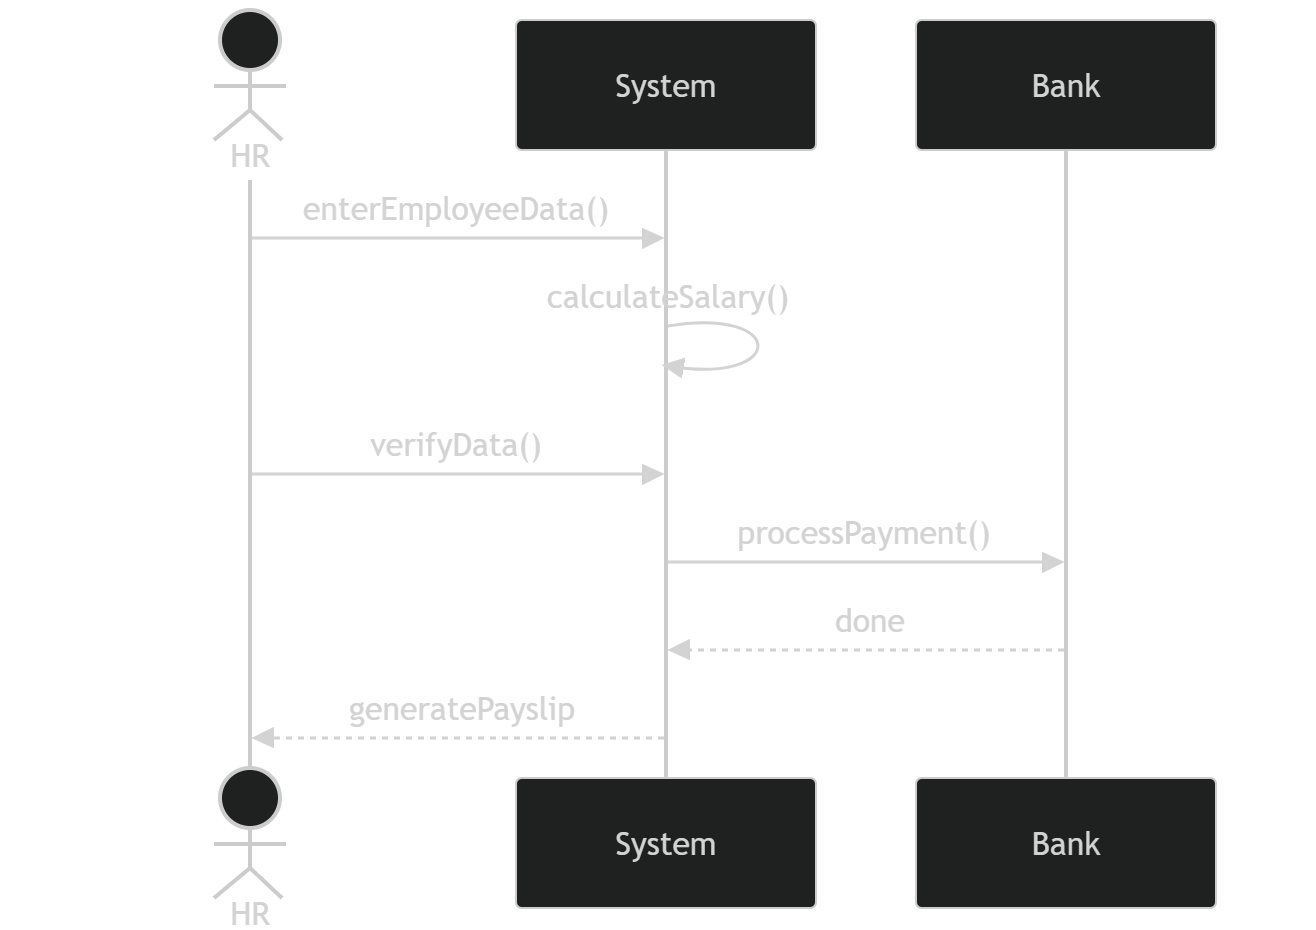 System
Bank
HR
enterEmployeeData()
calculateSalary()
verifyData()
processPayment()
done
generatePayslip
System
Bank
HR